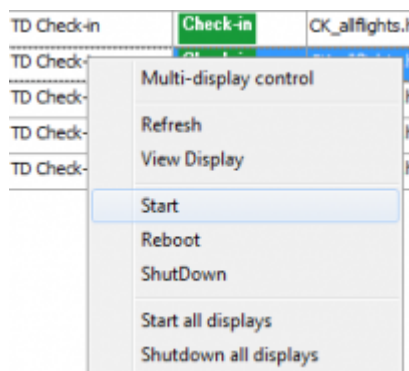 TD Check-in Check-in CK_allflights.
TD Check-
TD Check-
TD Check-
TD Check-
Multi-display control
Refresh
View Display
Start
Reboot
ShutDown
Start all displays
Shutdown all displays